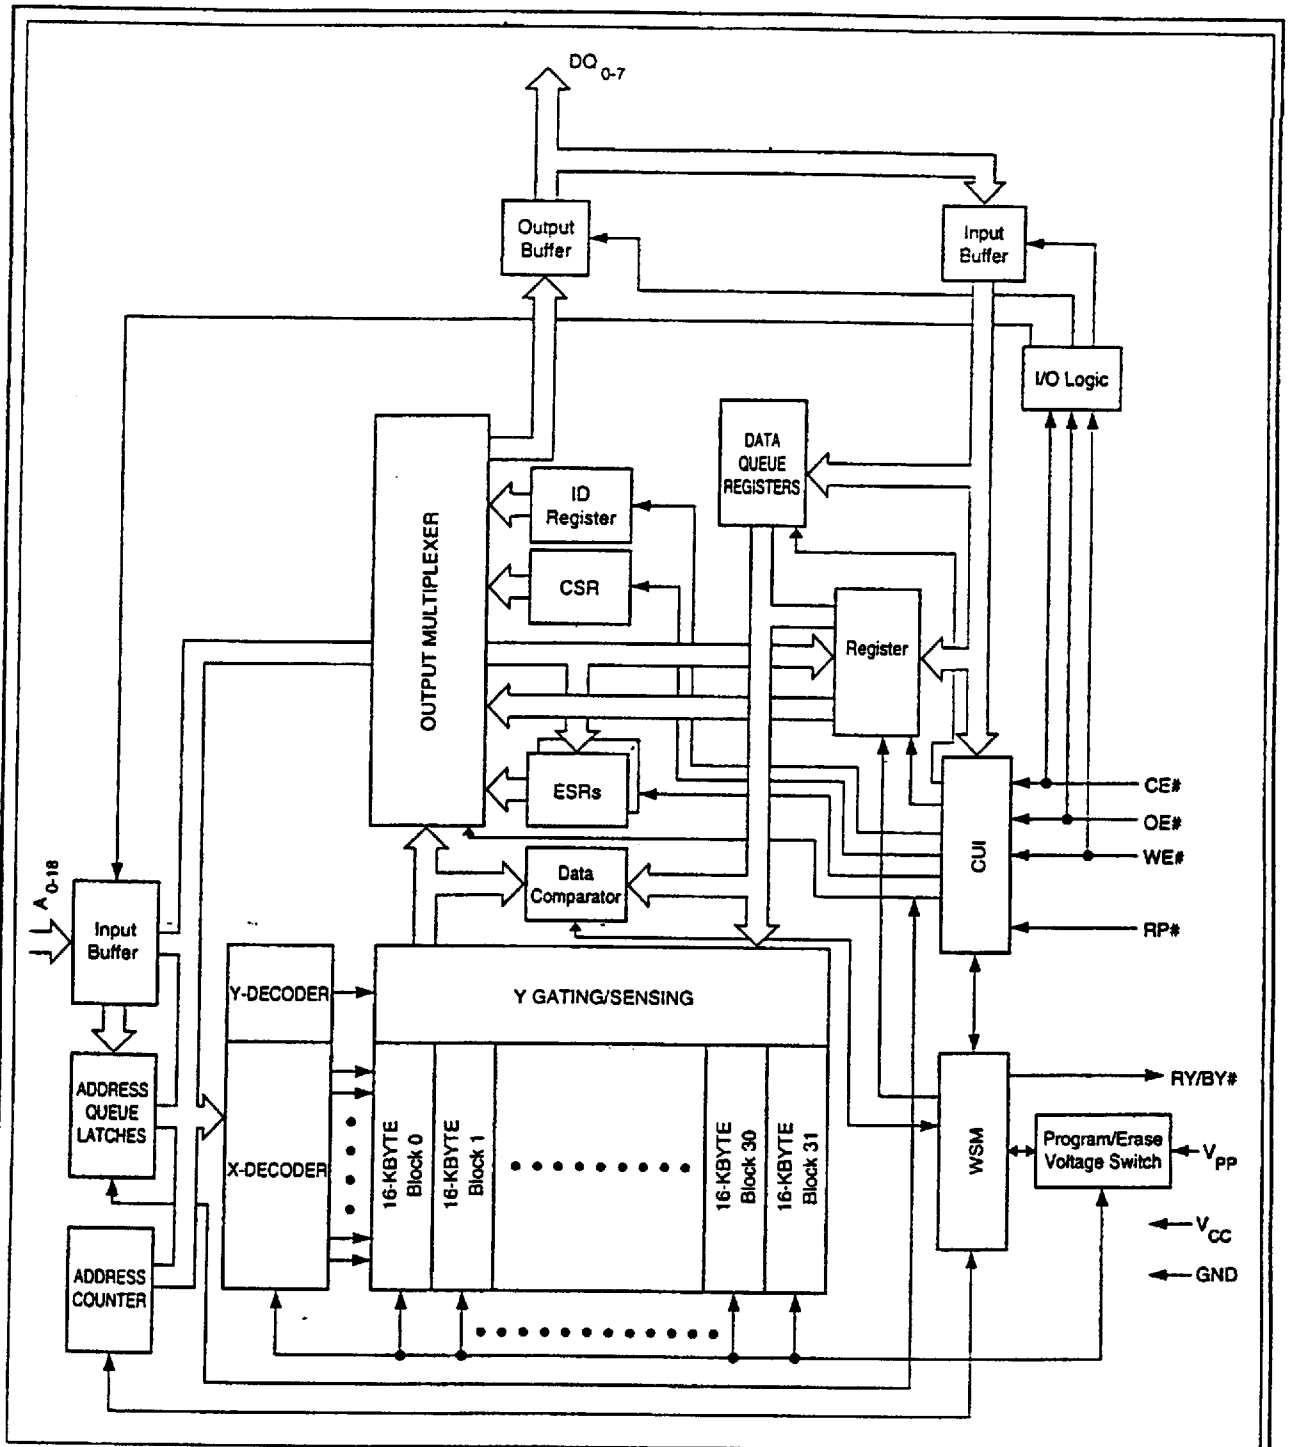 DQ 0-7
Output
Buffer
Input
Buffer
I/O Logic
DATA
QUEUE
REGISTERS
ID
Register
CSR
OUTPUT MULTIPLEXER
Register
ESRs
CE#
OE#
WE#
RP#
CUI
Data
Comparator
A 0-18
Input
Buffer
Y-DECODER
Y GATING/SENSING
ADDRESS
QUEUE
LATCHES
X-DECODER
16-KBYTE
Block 0
16-KBYTE
Block 1
16-KBYTE
Block 30
16-KBYTE
Block 31
WSM
RY/BY#
Program/Erase
Voltage Switch
VPP
VCC
GND
ADDRESS
COUNTER